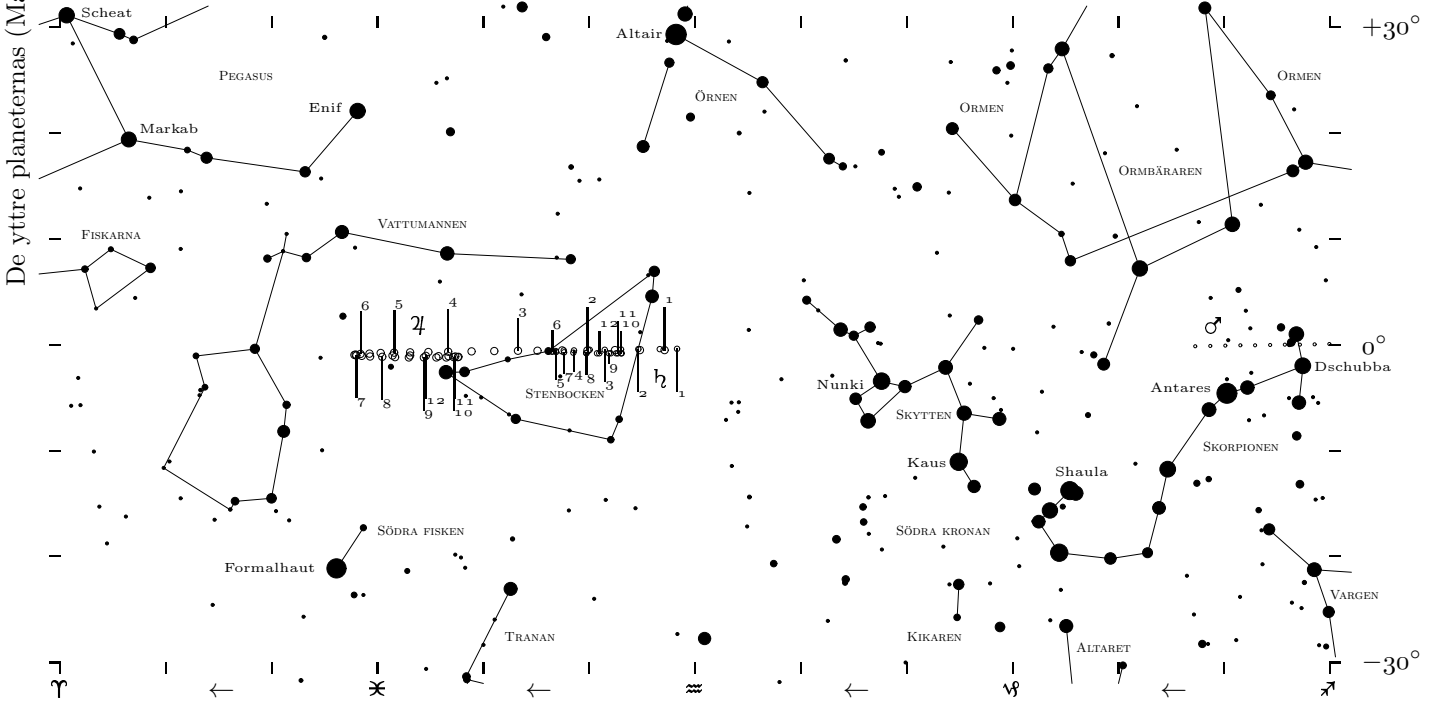 De yttre planeternas (Ma
Scheat
Altair
+30°
Pegasus
Örnen
Ormen
Enif
Ormen
Markab
Ormbäraren
Vattumannen
Fiskarna
6 5 ♃ 4 3 2 11 1
6 12 10
♂
0°
Dschubba
5 7 4 8 3 9
Stenbocken
♄
2 1
7 8 12 9 11 10
Nunki
Antares
Skytten
Skorpionen
Kaus
Shaula
Södra fisken
Södra kronan
Formalhaut
Vargen
Tranan
Kikaren
Altaret
−30°
♈ ← ♓ ← ♒ ← ♑ ← ♐